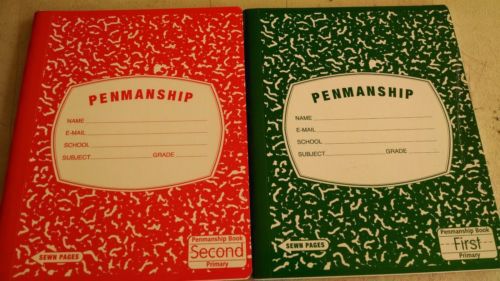 PENMANSHIP
NAME
E-MAIL
SCHOOL
SUBJECT GRADE
SEWN PAGES
Penmanship Book
Second
Primary
PENMANSHIP
NAME
E-MAIL
SCHOOL
SUBJECT GRADE
SEWN PAGES
Penmanship Book
First
Primary